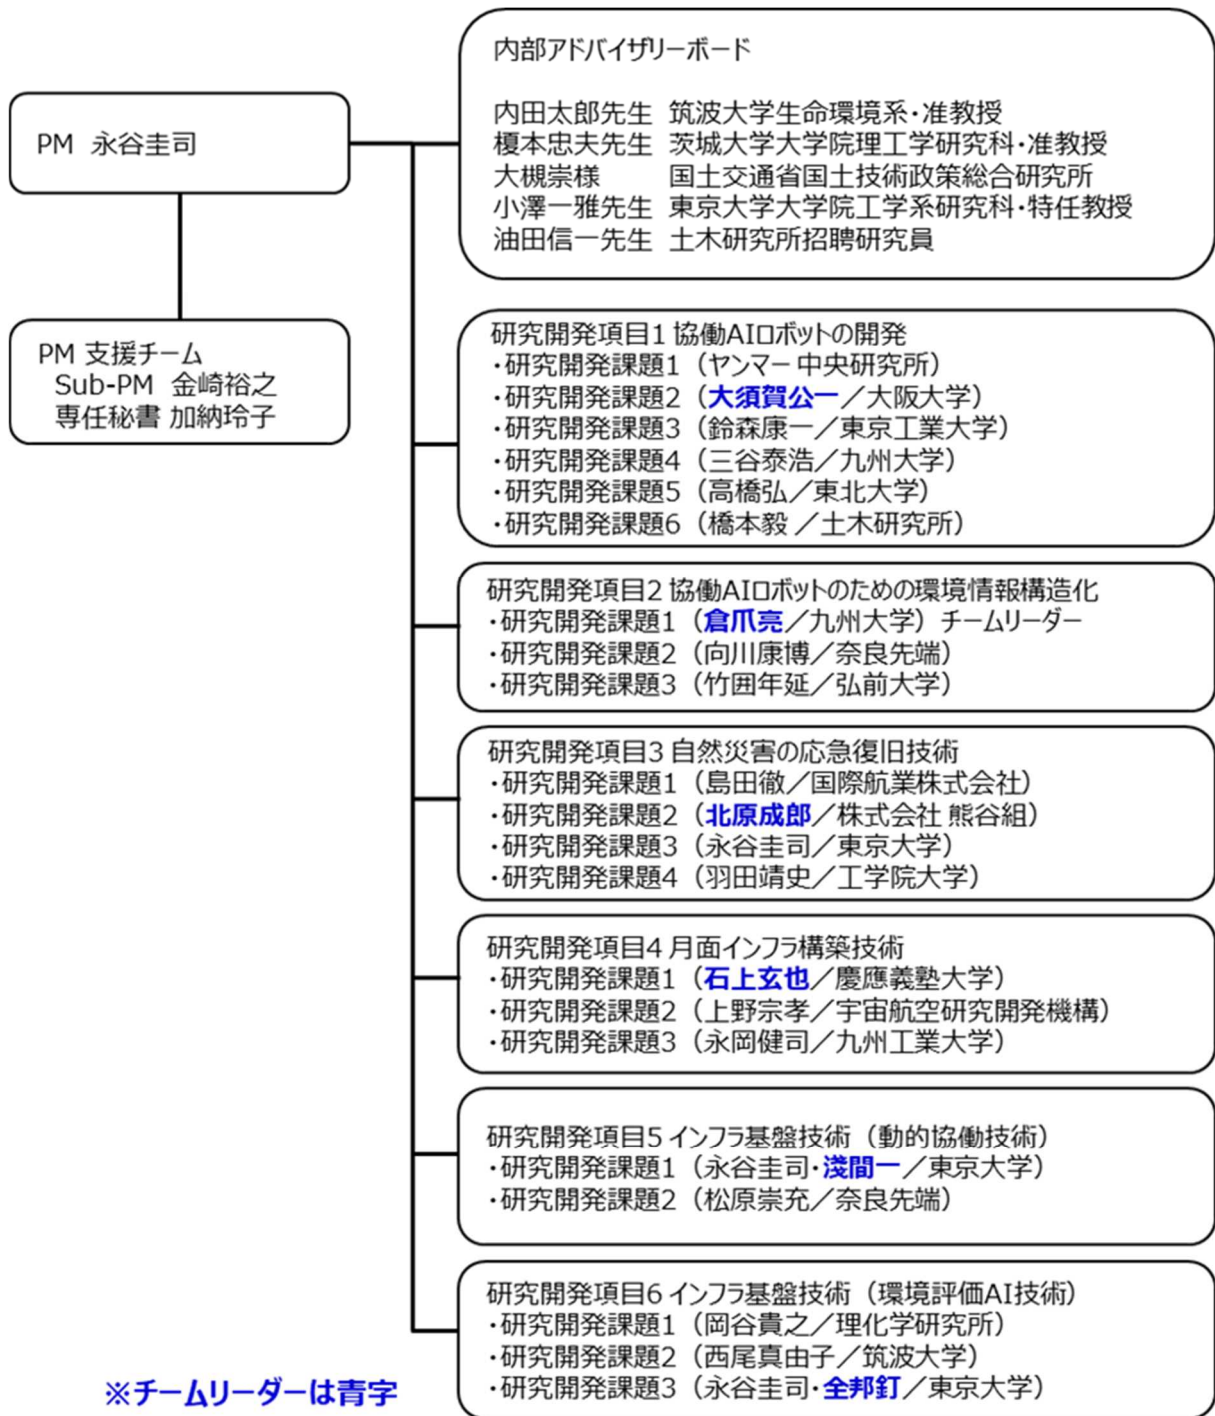 PM 永谷圭司
PM 支援チーム
Sub-PM 金崎裕之
専任秘書 加納玲子
内部アドバイザリーボード
内田太郎先生 筑波大学生命環境系・准教授
榎本忠夫先生 茨城大学大学院理工学研究科・准教授
大槻崇様 国土交通省国土技術政策総合研究所
小澤一雅先生 東京大学大学院工学系研究科・特任教授
油田信一先生 土木研究所招聘研究員
研究開発項目1 協働AIロボットの開発
・研究開発課題1（ヤンマー 中央研究所）
・研究開発課題2（大須賀公一／大阪大学）
・研究開発課題3（鈴森康一／東京工業大学）
・研究開発課題4（三谷泰浩／九州大学）
・研究開発課題5（高橋弘／東北大学）
・研究開発課題6（橋本毅 ／土木研究所）
研究開発項目2 協働AIロボットのための環境情報構造化
・研究開発課題1（倉爪亮／九州大学）チームリーダー
・研究開発課題2（向川康博／奈良先端）
・研究開発課題3（竹囲年延／弘前大学）
研究開発項目3 自然災害の応急復旧技術
・研究開発課題1（島田徹／国際航業株式会社）
・研究開発課題2（北原成郎／株式会社 熊谷組）
・研究開発課題3（永谷圭司／東京大学）
・研究開発課題4（羽田靖史／工学院大学）
研究開発項目4 月面インフラ構築技術
・研究開発課題1（石上玄也／慶應義塾大学）
・研究開発課題2（上野宗孝／宇宙航空研究開発機構）
・研究開発課題3（永岡健司／九州工業大学）
研究開発項目5 インフラ基盤技術（動的協働技術）
・研究開発課題1（永谷圭司・淺間一／東京大学）
・研究開発課題2（松原崇充／奈良先端）
研究開発項目6 インフラ基盤技術（環境評価AI技術）
・研究開発課題1（岡谷貴之／理化学研究所）
・研究開発課題2（西尾真由子／筑波大学）
・研究開発課題3（永谷圭司・全邦釘／東京大学）
※チームリーダーは青字